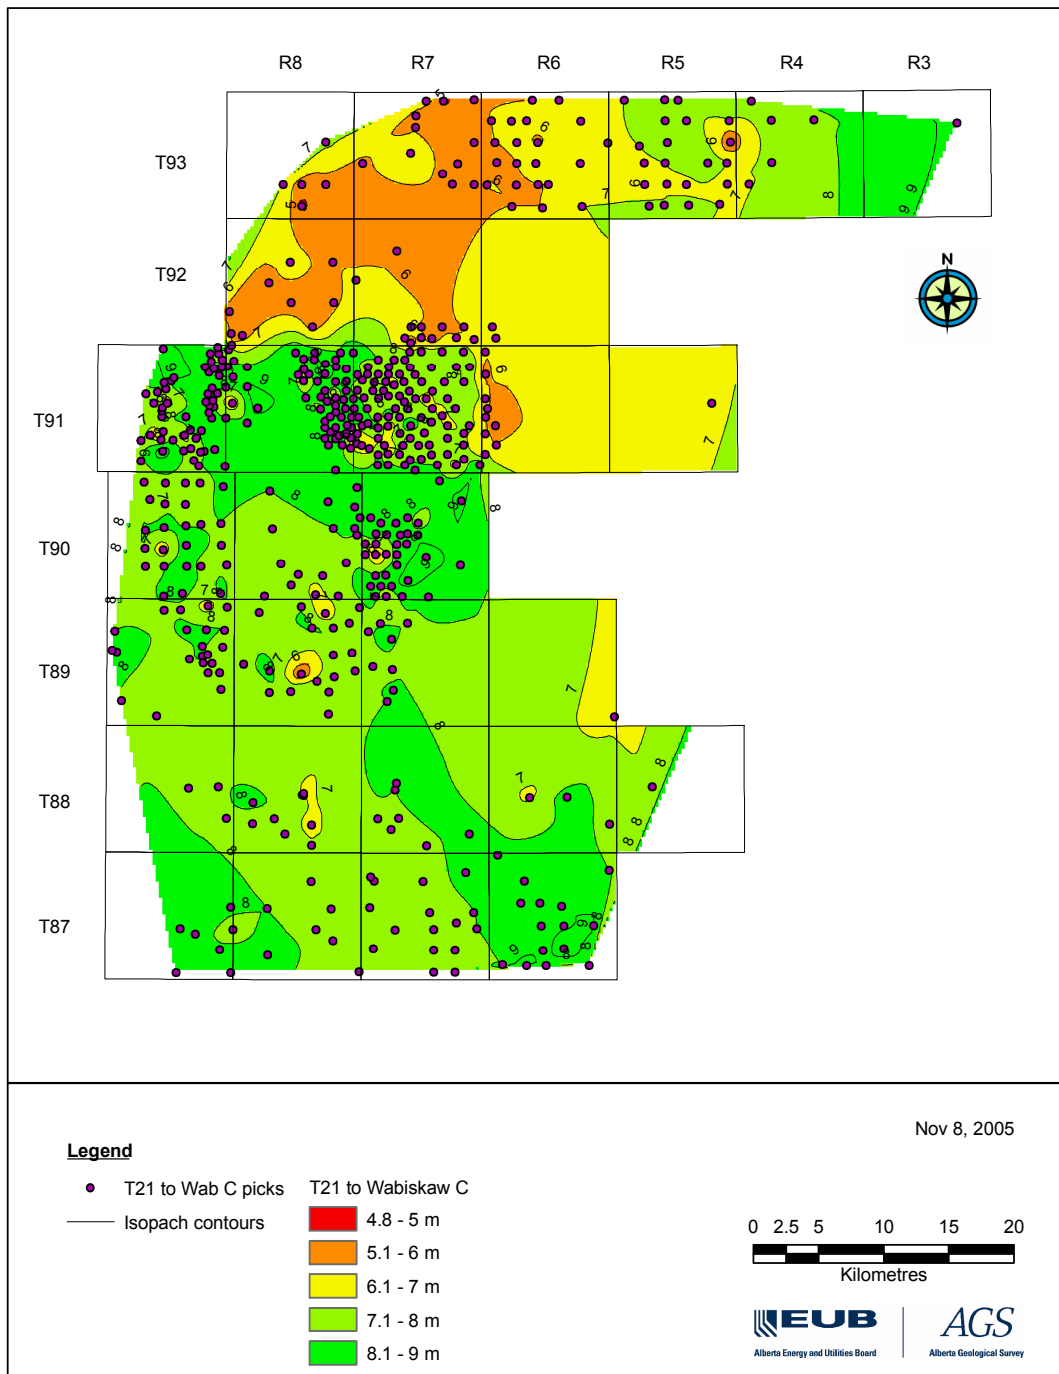 R8 R7 R6 R5 R4 R3
T93
T92
T91
T90
T89
T88
T87
N
Nov 8, 2005
Legend
T21 to Wab C picks
Isopach contours
T21 to Wabiskaw C
4.8 - 5 m
5.1 - 6 m
6.1 - 7 m
7.1 - 8 m
8.1 - 9 m
0 2.5 5 10 15 20
Kilometres
EUB
Alberta Energy and Utilities Board
AGS
Alberta Geological Survey